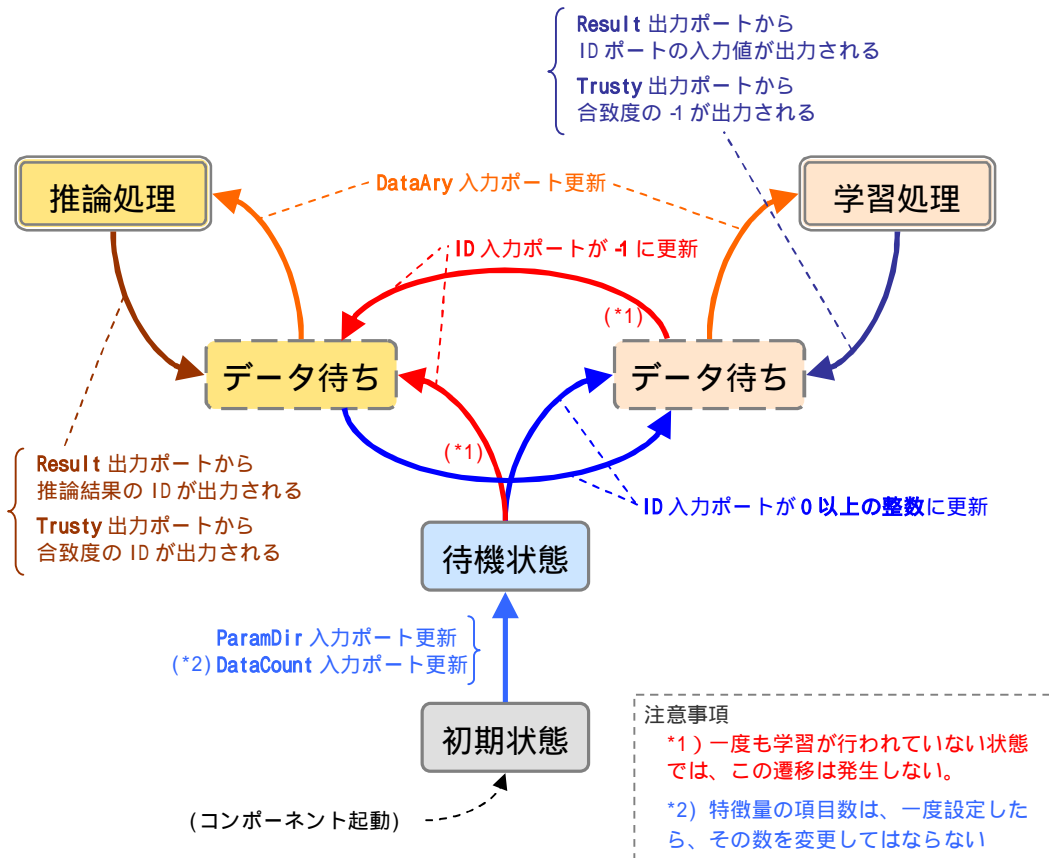 Result 出力ポートから
ID ポートの入力値が出力される
Trusty 出力ポートから
合致度の -1 が出力される
推論処理
DataAry 入力ポート更新
学習処理
ID 入力ポートが -1 に更新
(*1)
データ待ち
データ待ち
(*1)
Result 出力ポートから
推論結果の ID が出力される
Trusty 出力ポートから
合致度の ID が出力される
ID 入力ポートが 0 以上の整数に更新
待機状態
ParamDir 入力ポート更新
(*2) DataCount 入力ポート更新
初期状態
(コンポーネント起動)
注意事項
*1 ) 一度も学習が行われていない状態
では、この遷移は発生しない。
*2) 特徴量の項目数は、一度設定した
ら、その数を変更してはならない